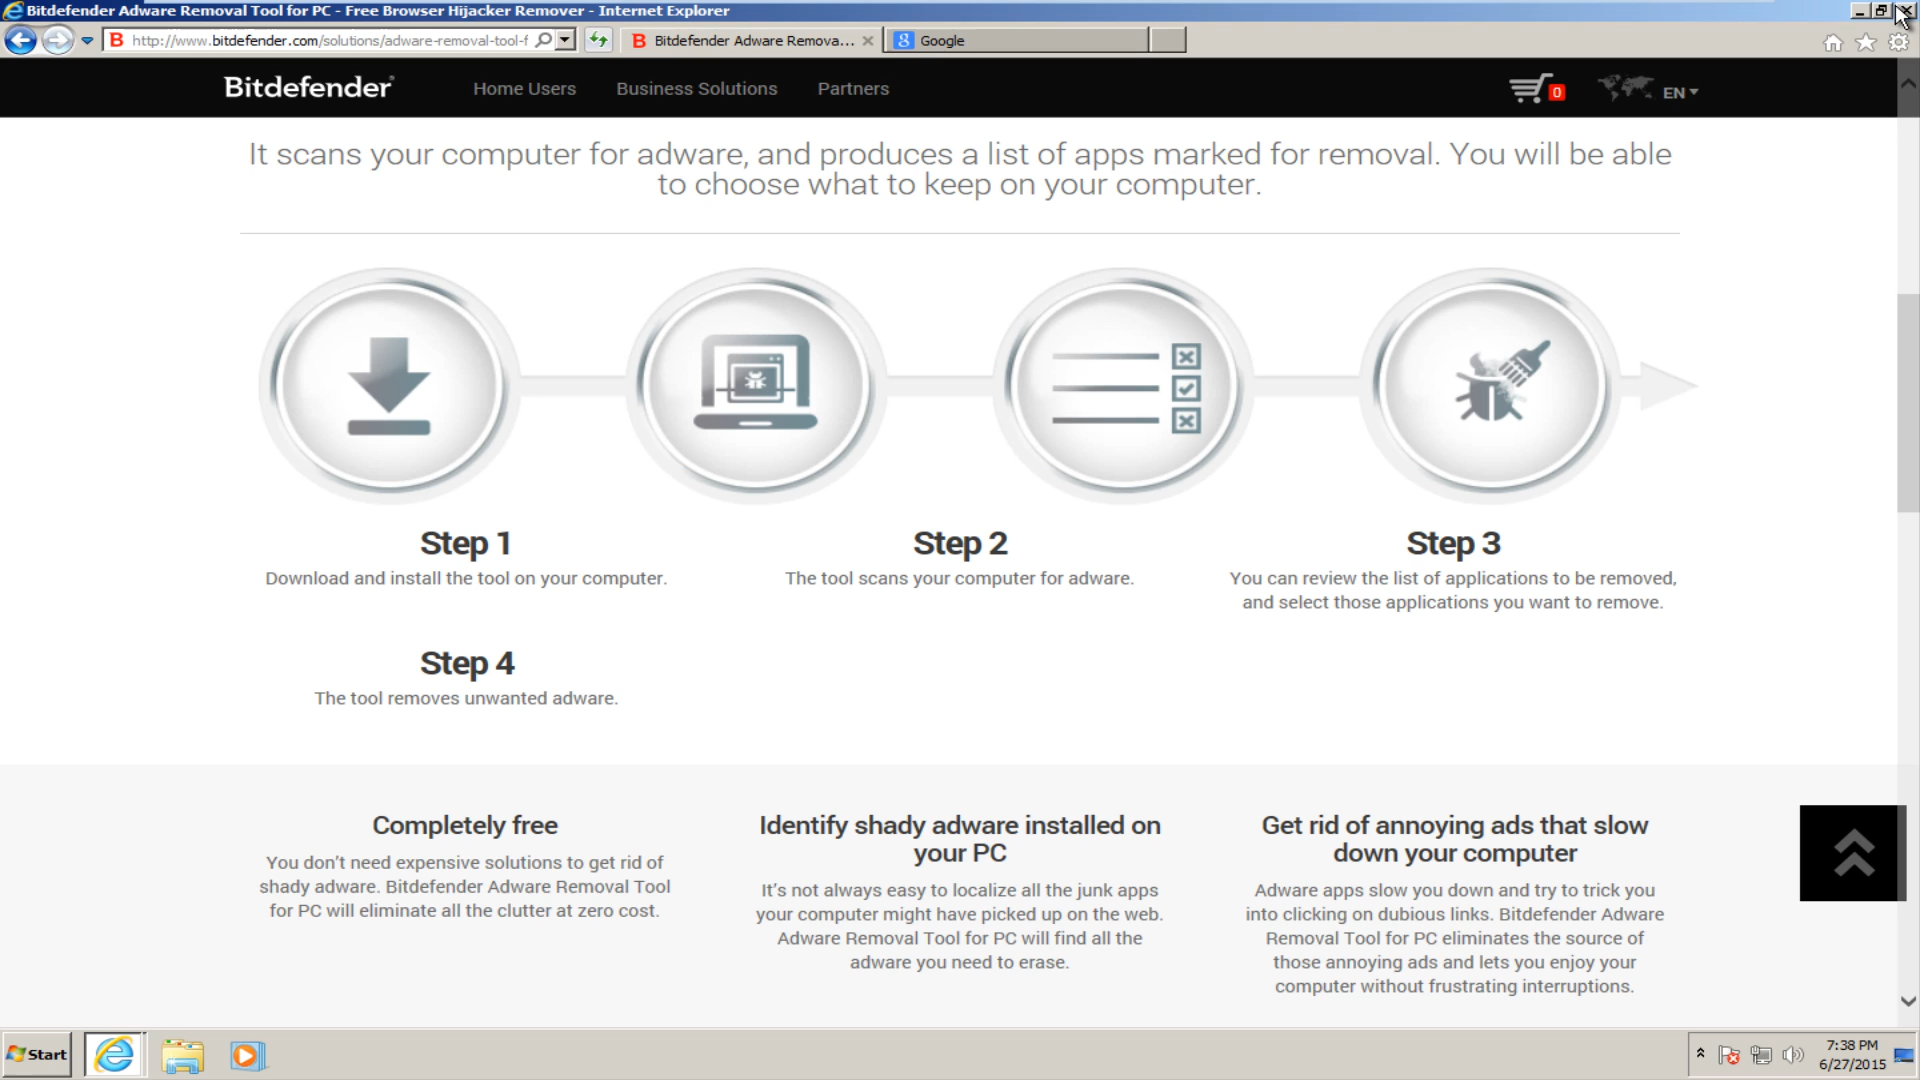 Bitdefender Adware Removal Tool for PC - Free Browser Hijacker Remover - Internet Explorer
http://www.bitdefender.com/solutions/adware-removal-tool-f
Bitdefender Adware Remova...
Google
Bitdefender
Home Users
Business Solutions
Partners
0
EN
It scans your computer for adware, and produces a list of apps marked for removal. You will be able
to choose what to keep on your computer.
Step 1
Download and install the tool on your computer.
Step 2
The tool scans your computer for adware.
Step 3
You can review the list of applications to be removed,
and select those applications you want to remove.
Step 4
The tool removes unwanted adware.
Completely free
You don't need expensive solutions to get rid of
shady adware. Bitdefender Adware Removal Tool
for PC will eliminate all the clutter at zero cost.
Identify shady adware installed on
your PC
It's not always easy to localize all the junk apps
your computer might have picked up on the web.
Adware Removal Tool for PC will find all the
adware you need to erase.
Get rid of annoying ads that slow
down your computer
Adware apps slow you down and try to trick you
into clicking on dubious links. Bitdefender Adware
Removal Tool for PC eliminates the source of
those annoying ads and lets you enjoy your
computer without frustrating interruptions.
Start
7:38 PM
6/27/2015